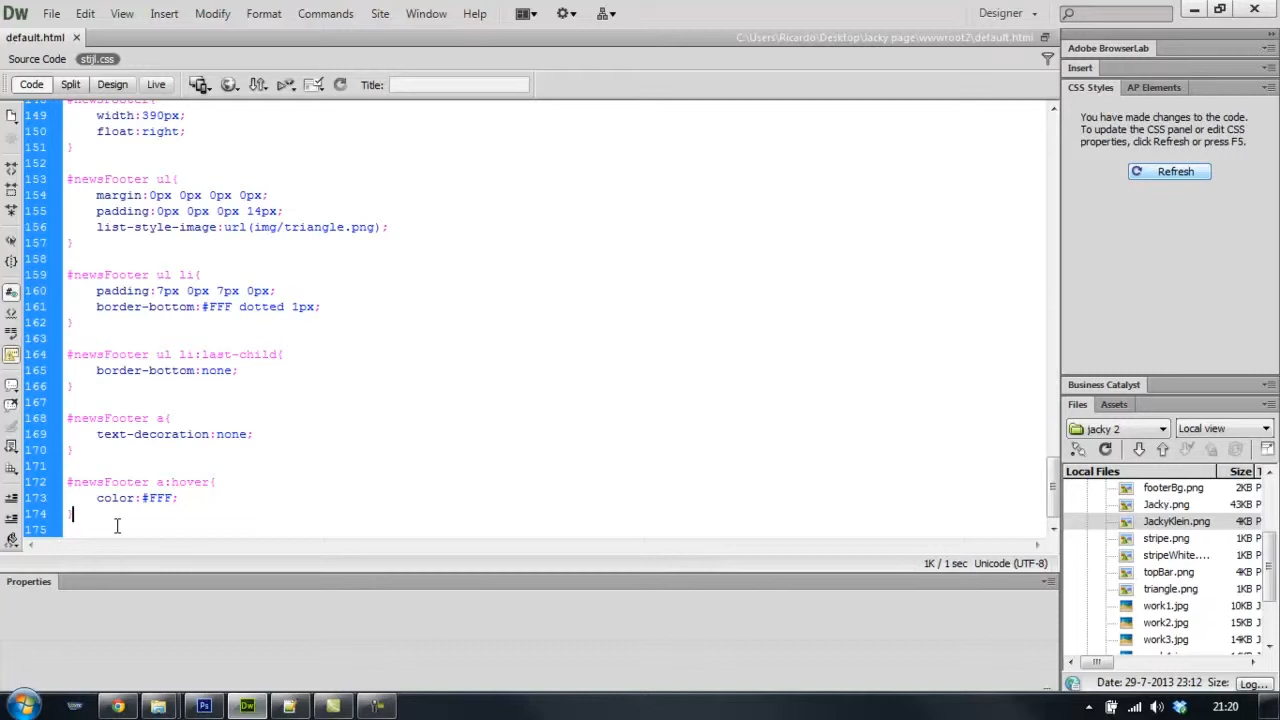 DW File Edit View Insert Modify Format Commands Site Window Help Designer
default.html × C:\Users\Ricardo\Desktop\Jacky page\wwwroot2\default.html
Source Code stijl.css
Code Split Design Live Title:
148 #newsFooter{
149 width:390px;
150 float:right;
151 }
152
153 #newsFooter ul{
154 margin:0px 0px 0px 0px;
155 padding:0px 0px 0px 14px;
156 list-style-image:url(img/triangle.png);
157 }
158
159 #newsFooter ul li{
160 padding:7px 0px 7px 0px;
161 border-bottom:#FFF dotted 1px;
162 }
163
164 #newsFooter ul li:last-child{
165 border-bottom:none;
166 }
167
168 #newsFooter a{
169 text-decoration:none;
170 }
171
172 #newsFooter a:hover{
173 color:#FFF;
174 }
175
1K / 1 sec Unicode (UTF-8)
Properties
Adobe BrowserLab
Insert
CSS Styles AP Elements
You have made changes to the code.
To update the CSS panel or edit CSS
properties, click Refresh or press F5.
Refresh
Business Catalyst
Files Assets
jacky 2 Local view
Local Files Size T
footerBg.png 2KB P
Jacky.png 43KB P
JackyKlein.png 4KB P
stripe.png 1KB P
stripeWhite.... 1KB P
topBar.png 4KB P
triangle.png 1KB P
work1.jpg 10KB J
work2.jpg 15KB J
work3.jpg 14KB J
Date: 29-7-2013 23:12 Size: Log...
Ps Dw 21:20